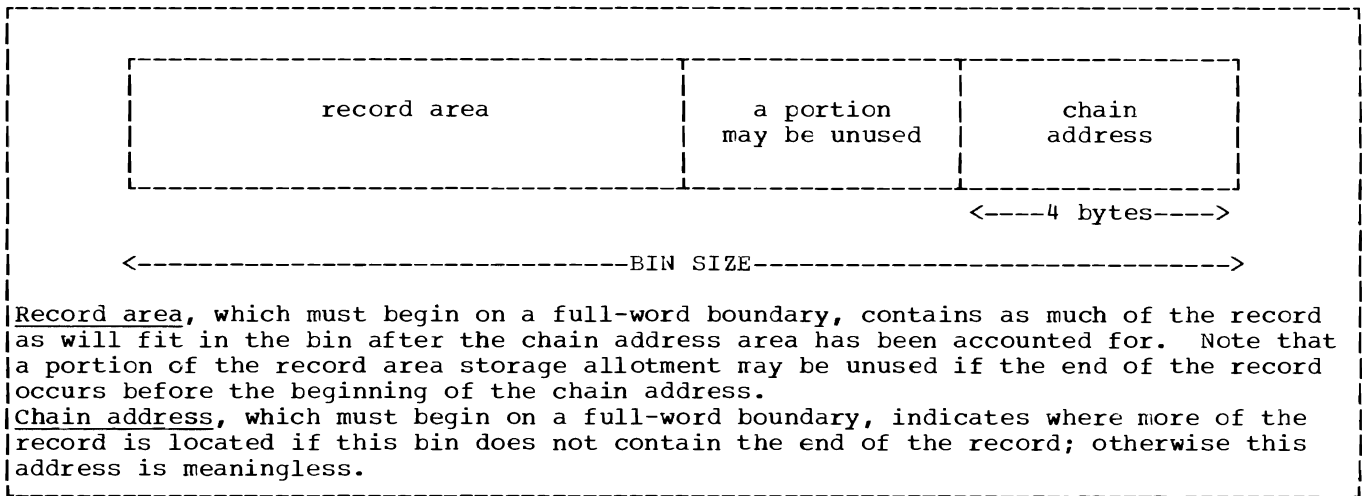 record area
a portion
may be unused
chain
address
<----4 bytes---->
<------------------------------BIN SIZE------------------------------>
Record area, which must begin on a full-word boundary, contains as much of the record
as will fit in the bin after the chain address area has been accounted for. Note that
a portion of the record area storage allotment may be unused if the end of the record
occurs before the beginning of the chain address.
Chain address, which must begin on a full-word boundary, indicates where more of the
record is located if this bin does not contain the end of the record; otherwise this
address is meaningless.